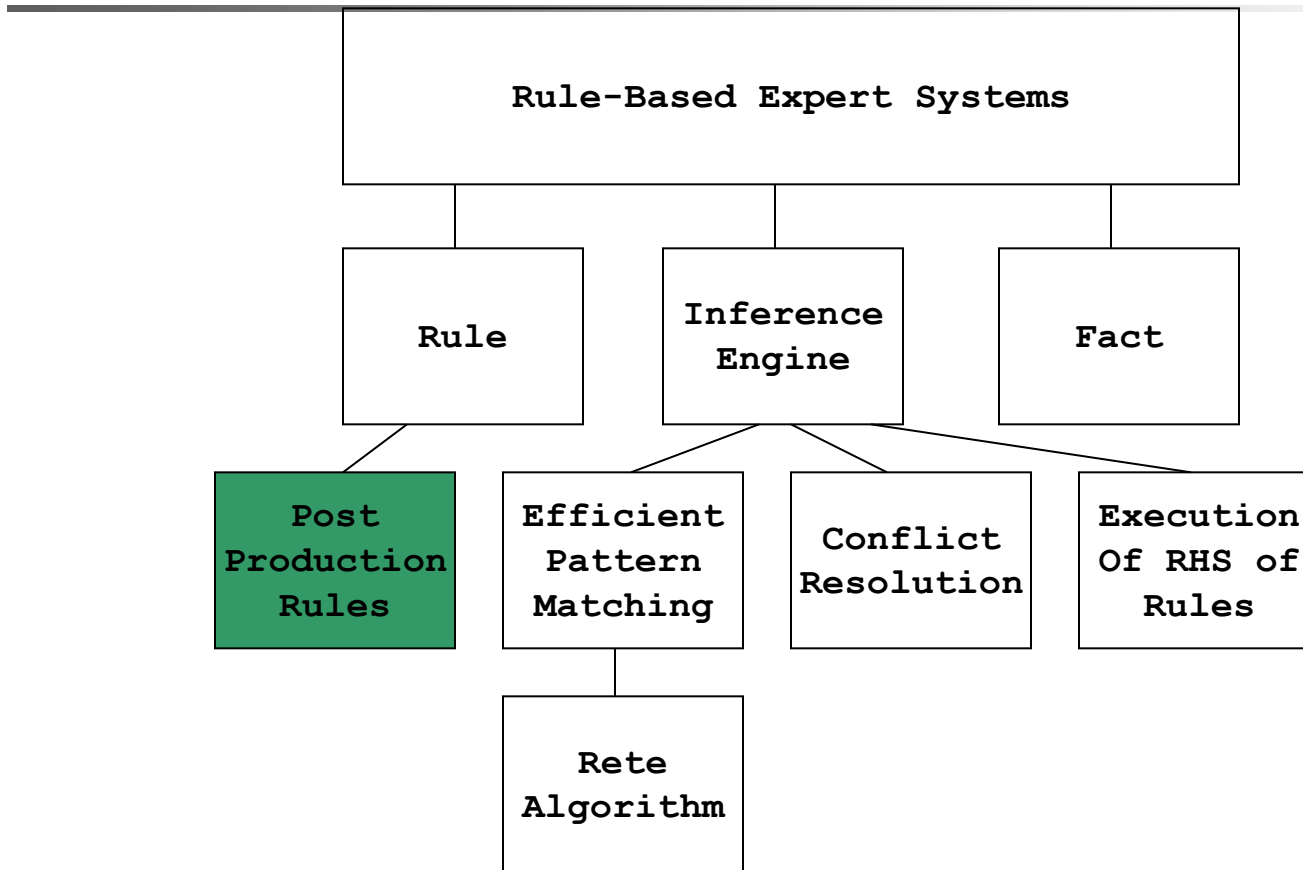 Rule-Based Expert Systems
Rule
Inference
Engine
Fact
Post
Production
Rules
Efficient
Pattern
Matching
Conflict
Resolution
Execution
Of RHS of
Rules
Rete
Algorithm